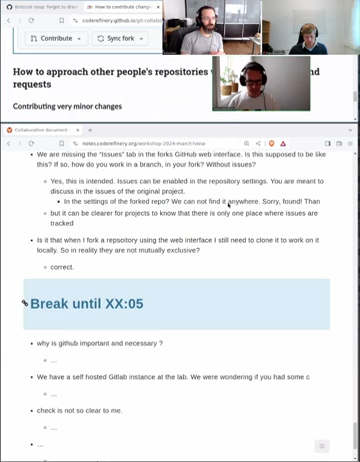 Broccoli soup: forget to drain
How to contribute chang
coderefinery.github.io/git-collabo
Contribute
Sync fork
How to approach other people's repositories
nd
requests
Contributing very minor changes
Collaborative document
notes.coderefinery.org/workshop-2024-march/view
We are missing the "Issues" tab in the forks GitHub web interface. Is this supposed to be like
this? If so, how do you work in a branch, in your fork? Without issues?
Yes, this is intended. Issues can be enabled in the repository settings. You are meant to
discuss in the issues of the original project.
In the settings of the forked repo? We can not find it anywhere. Sorry, found! Than
but it can be clearer for projects to know that there is only one place where issues are
tracked
Is it that when I fork a repsoitory using the web interface I still need to clone it to work on it
locally. So in reality they are not mutually exclusive?
correct.
Break until XX:05
why is github important and necessary ?
...
We have a self hosted Gitlab instance at the lab. We were wondering if you had some c
...
check is not so clear to me.
...
...